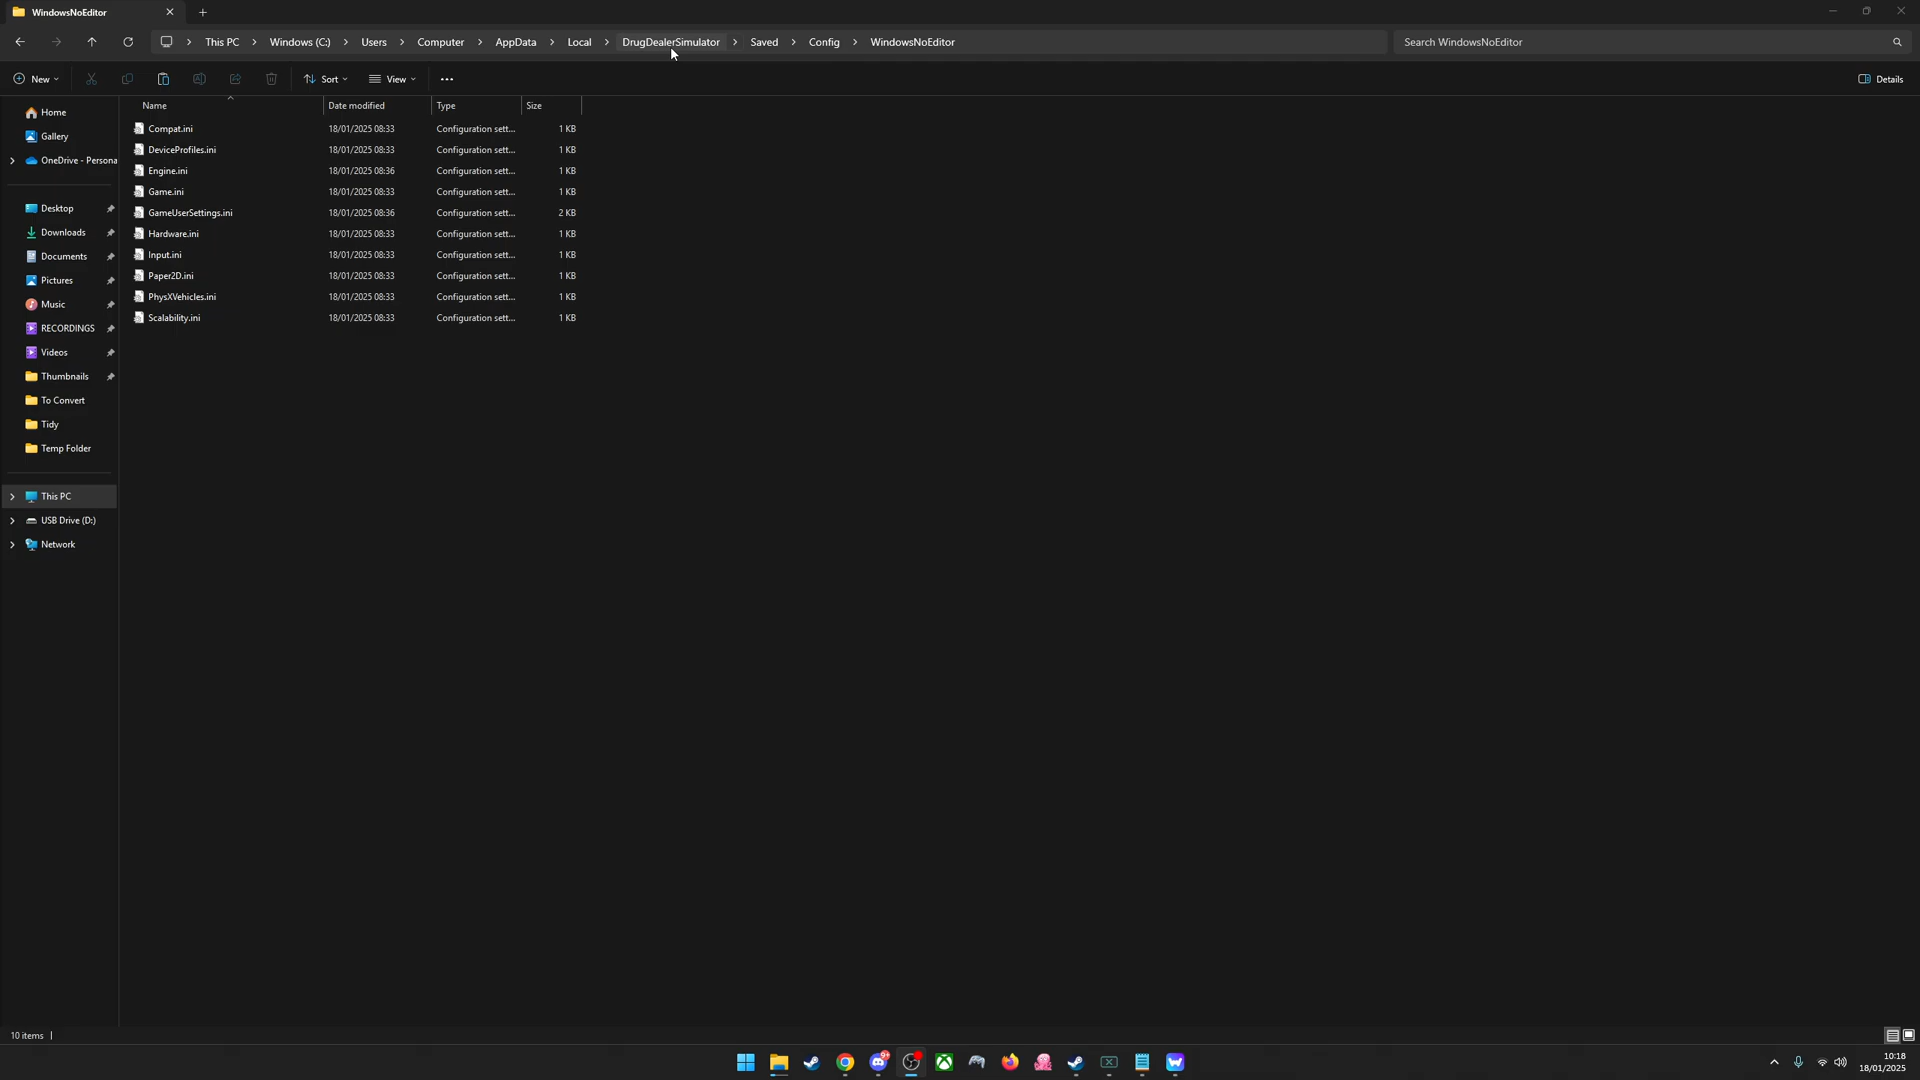 WindowsNoEditor
This PC > Windows (C:) > Users > Computer > AppData > Local > DrugDealerSimulator > Saved > Config > WindowsNoEditor
Search WindowsNoEditor
New Sort View ... Details
Name Date modified Type Size
Compat.ini 18/01/2025 08:33 Configuration sett... 1 KB
DeviceProfiles.ini 18/01/2025 08:33 Configuration sett... 1 KB
Engine.ini 18/01/2025 08:36 Configuration sett... 1 KB
Game.ini 18/01/2025 08:33 Configuration sett... 1 KB
GameUserSettings.ini 18/01/2025 08:36 Configuration sett... 2 KB
Hardware.ini 18/01/2025 08:33 Configuration sett... 1 KB
Input.ini 18/01/2025 08:33 Configuration sett... 1 KB
Paper2D.ini 18/01/2025 08:33 Configuration sett... 1 KB
PhysXVehicles.ini 18/01/2025 08:33 Configuration sett... 1 KB
Scalability.ini 18/01/2025 08:33 Configuration sett... 1 KB
Home
Gallery
OneDrive - Persona
Desktop
Downloads
Documents
Pictures
Music
RECORDINGS
Videos
Thumbnails
To Convert
Tidy
Temp Folder
This PC
USB Drive (D:)
Network
10 items
9+
10:18
18/01/2025